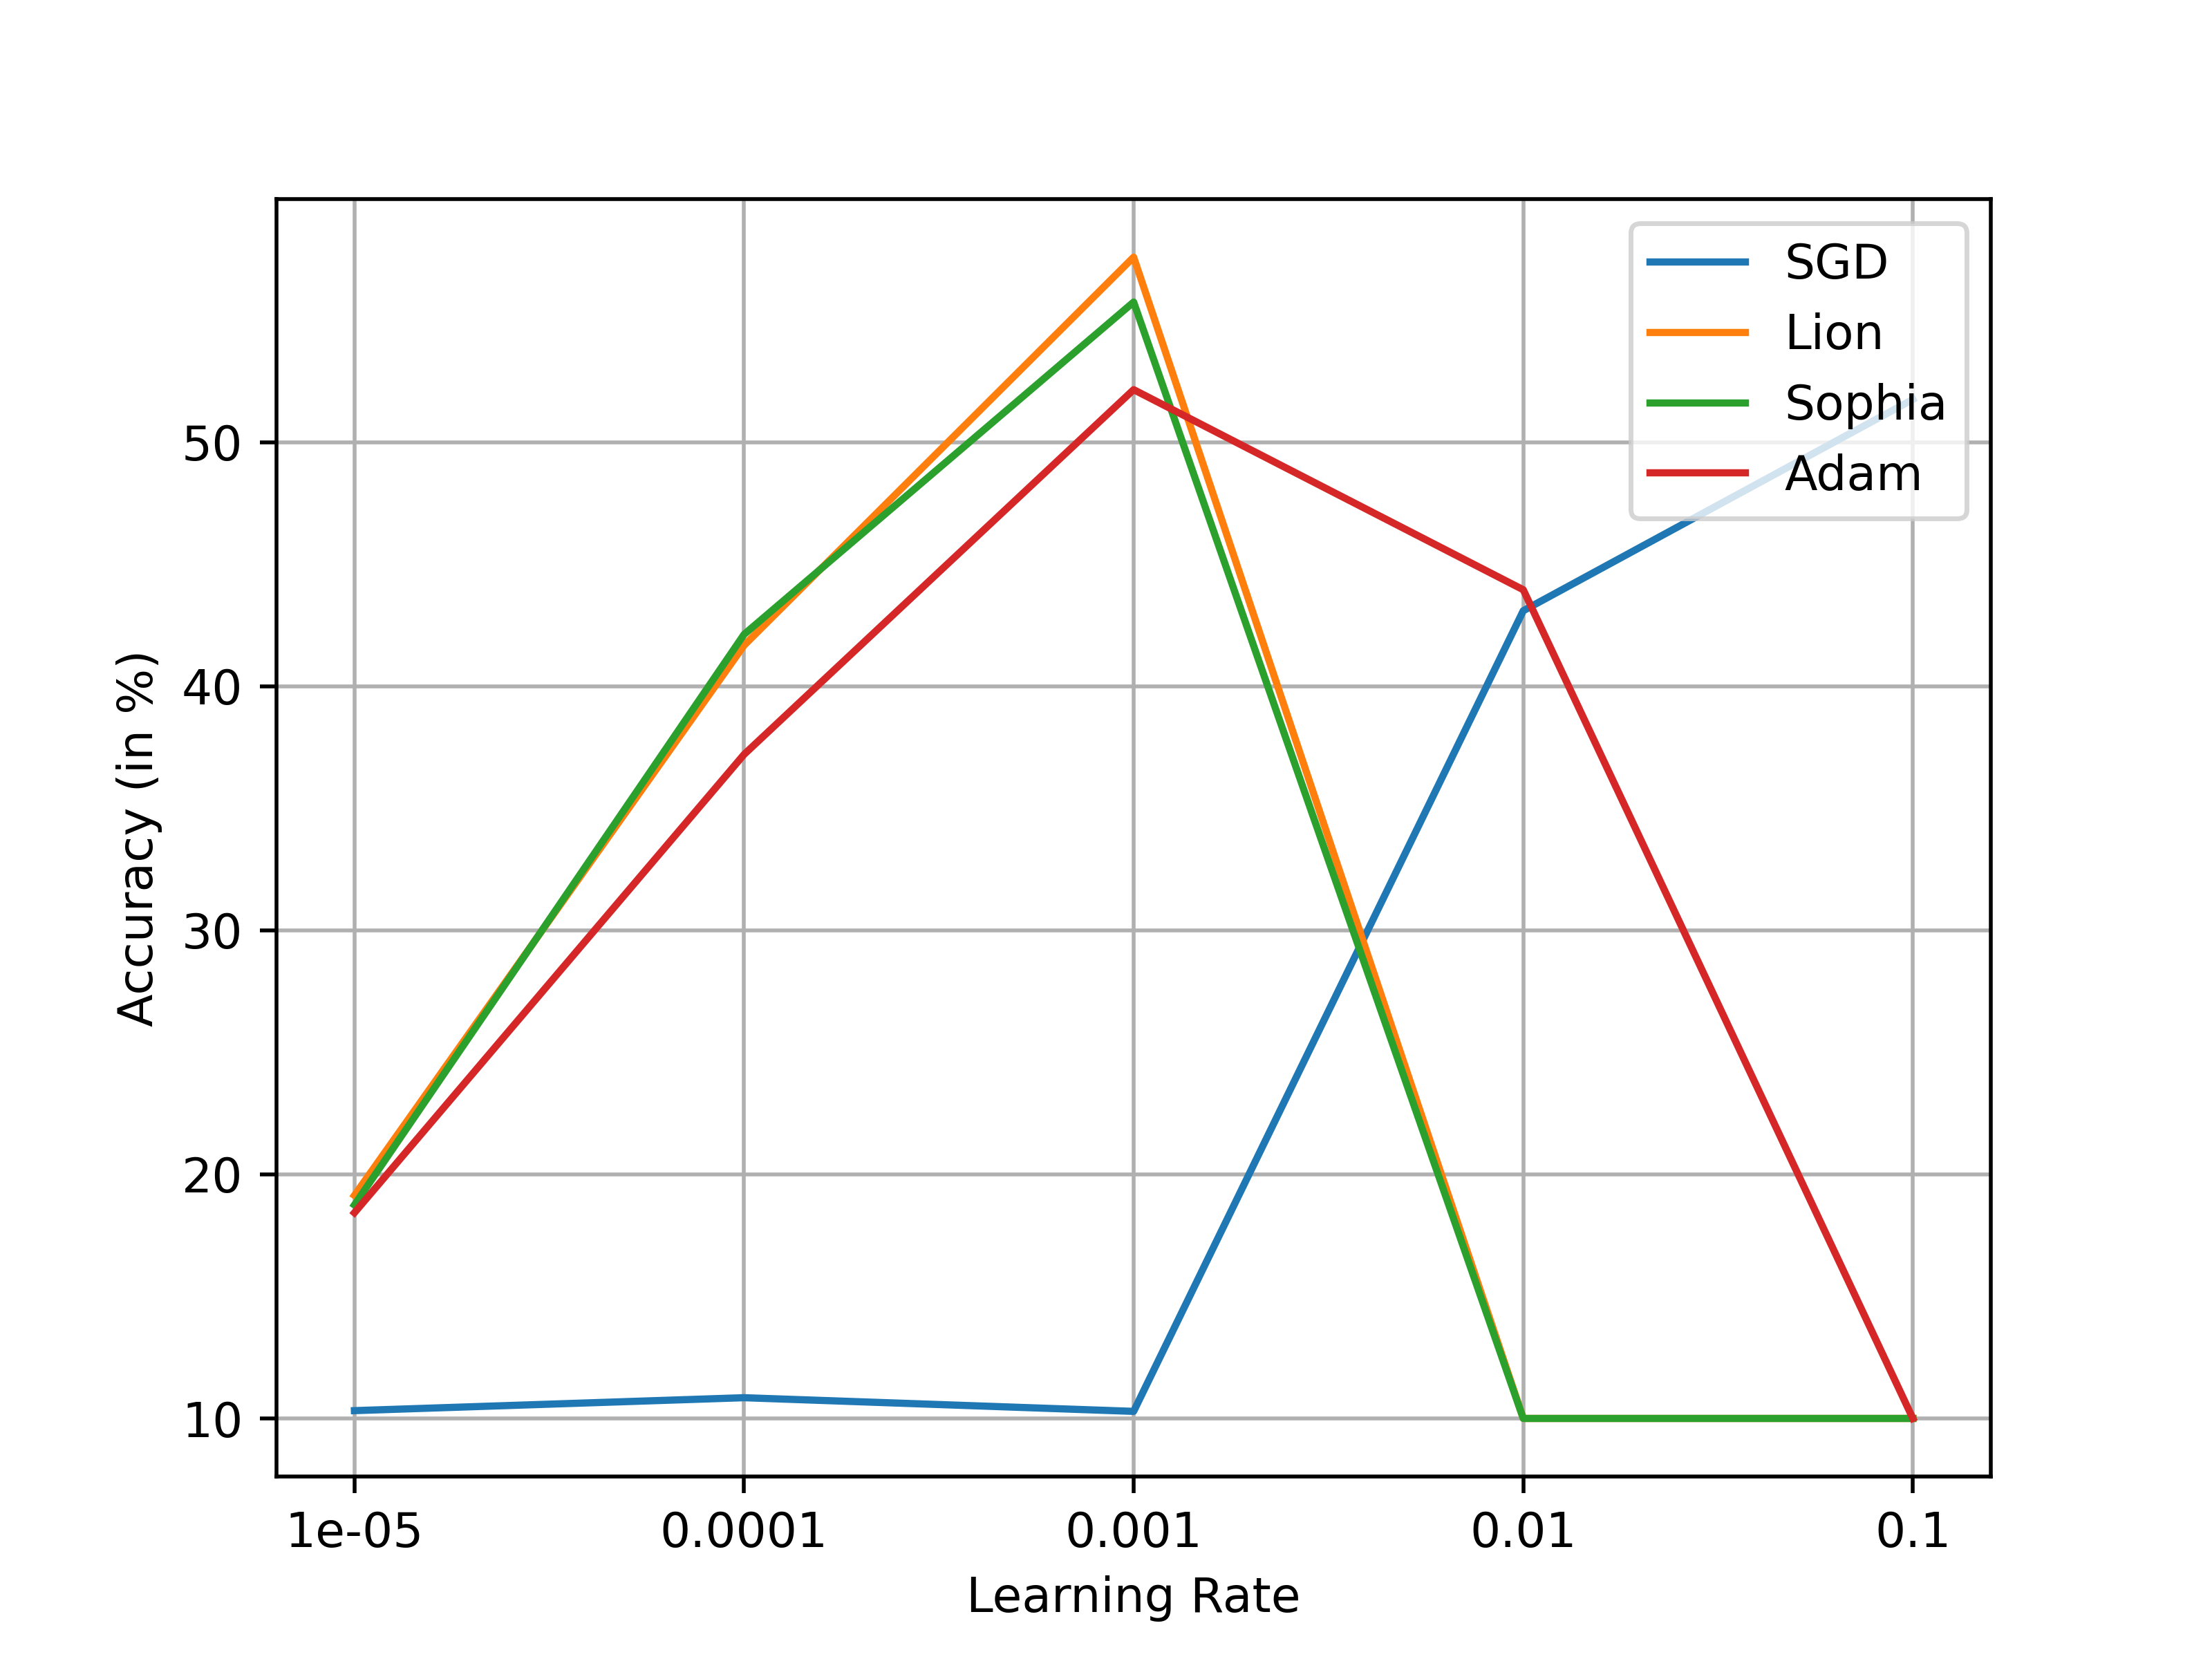 SGD
Lion
Sophia
Adam
Accuracy (in %)
50
40
30
20
10
1e-05 0.0001 0.001 0.01 0.1
Learning Rate